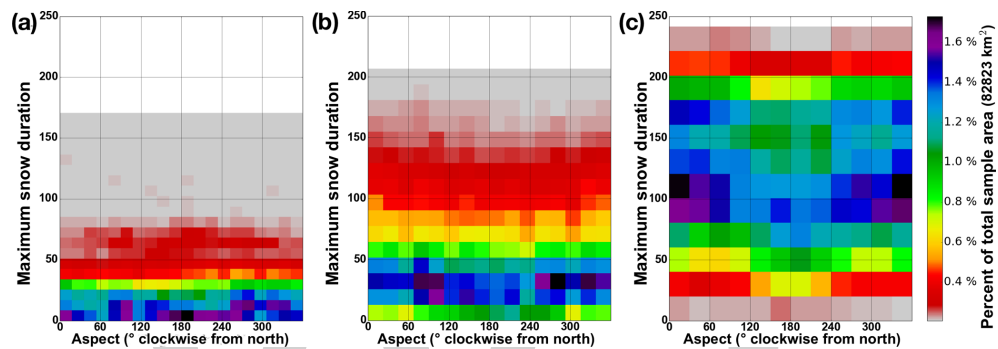 (a)
250
200
150
100
50
0
Maximum snow duration
0 60 120 180 240 300
Aspect (° clockwise from north)
(b)
250
200
150
100
50
0
Maximum snow duration
0 60 120 180 240 300
Aspect (° clockwise from north)
(c)
250
200
150
100
50
0
Maximum snow duration
0 60 120 180 240 300
Aspect (° clockwise from north)
1.6 %
1.4 %
1.2 %
1.0 %
0.8 %
0.6 %
0.4 %
Percent of total sample area (82823 km²)